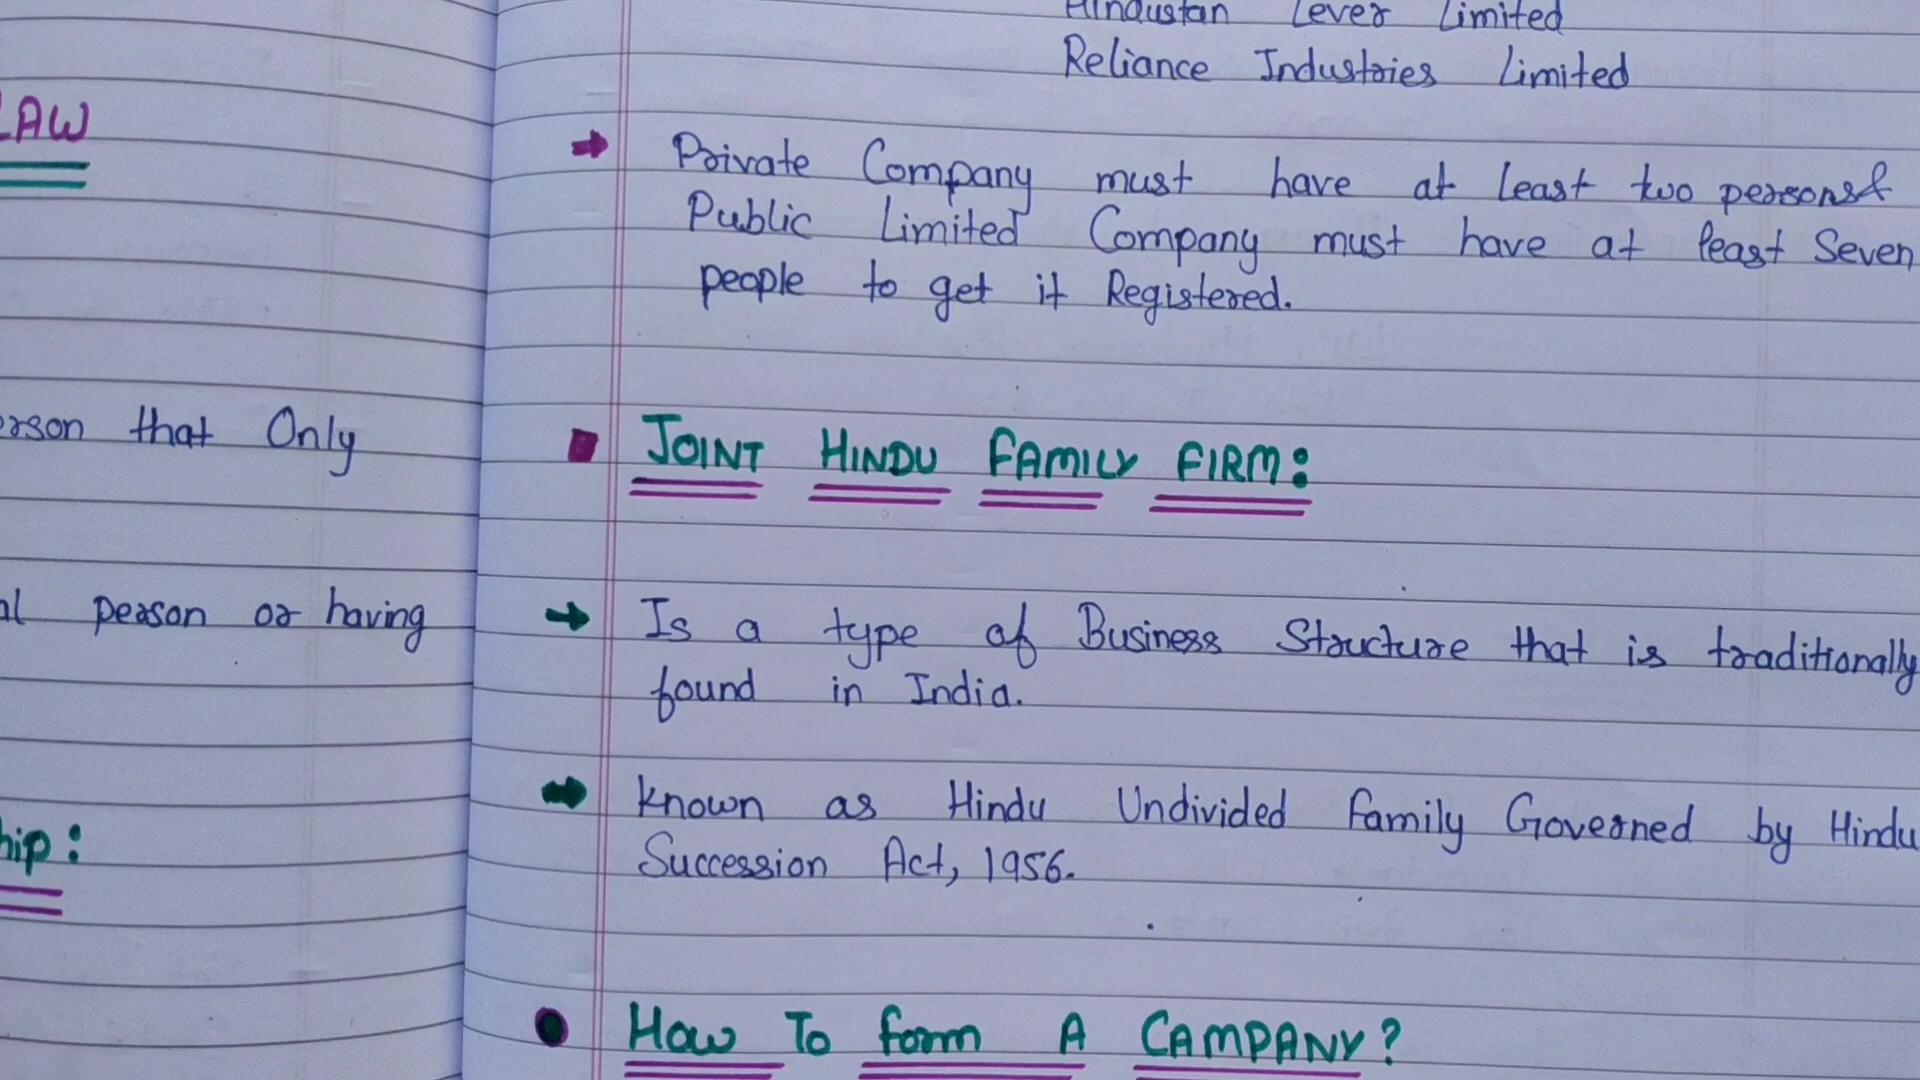 LAW
that Only
person or having
Hindustan Lever Limited
Reliance Industries Limited
Private Company must have at least two persons &
Public Limited Company must have at least Seven
people to get it Registered.
JOINT HINDU FAMILY FIRM:
Is a type of Business Structure that is traditionally
found in India.
Known as Hindu Undivided Family Governed by Hindu
Succession Act, 1956.
How To form A CAMPANY?